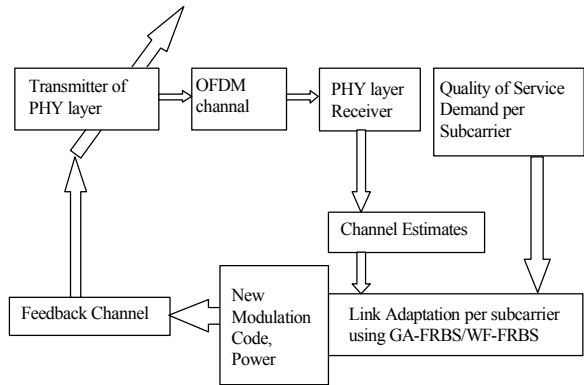 Transmitter of
PHY layer
OFDM
channel
PHY layer
Receiver
Quality of Service
Demand per
Subcarrier
Channel Estimates
Feedback Channel
New
Modulation
Code,
Power
Link Adaptation per subcarrier
using GA-FRBS/WF-FRBS